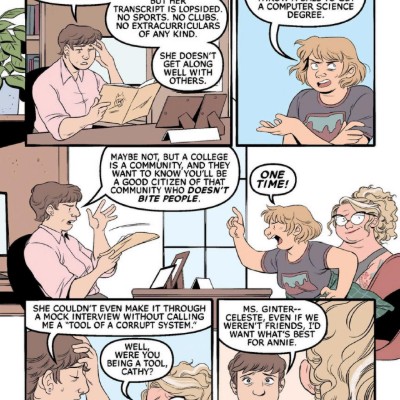 BUT HER
TRANSCRIPT IS LOPSIDED.
NO SPORTS. NO CLUBS.
NO EXTRACURRICULARS
OF ANY KIND.
SHE DOESN'T
GET ALONG
WELL WITH
OTHERS.
A COMPUTER SCIENCE
DEGREE.
MAYBE NOT, BUT A COLLEGE
IS A COMMUNITY, AND THEY
WANT TO KNOW YOU'LL BE
A GOOD CITIZEN OF THAT
COMMUNITY WHO DOESN'T
BITE PEOPLE.
ONE
TIME!
SHE COULDN'T EVEN MAKE IT THROUGH
A MOCK INTERVIEW WITHOUT CALLING
ME A "TOOL OF A CORRUPT SYSTEM."
WELL,
WERE YOU
BEING A TOOL,
CATHY?
MS. GINTER--
CELESTE, EVEN IF WE
WEREN'T FRIENDS, I'D
WANT WHAT'S BEST
FOR ANNIE.